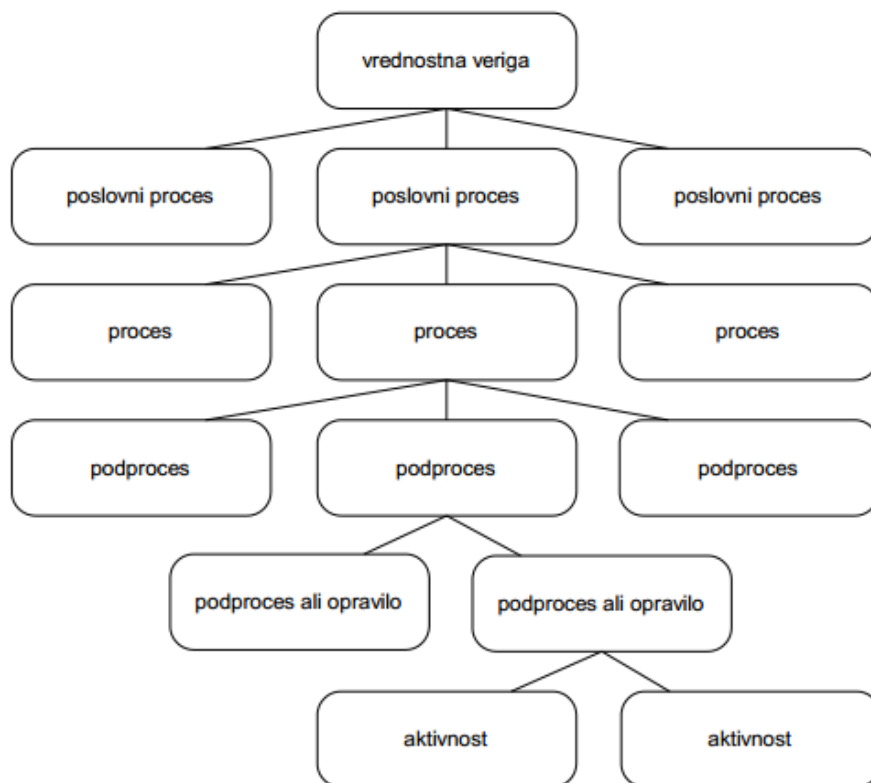 vrednostna veriga
poslovni proces
poslovni proces
poslovni proces
proces
proces
proces
podproces
podproces
podproces
podproces ali opravilo
podproces ali opravilo
aktivnost
aktivnost